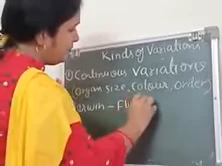 Kinds of Variations
① Continuous variations
(Organ size, Colour, order)